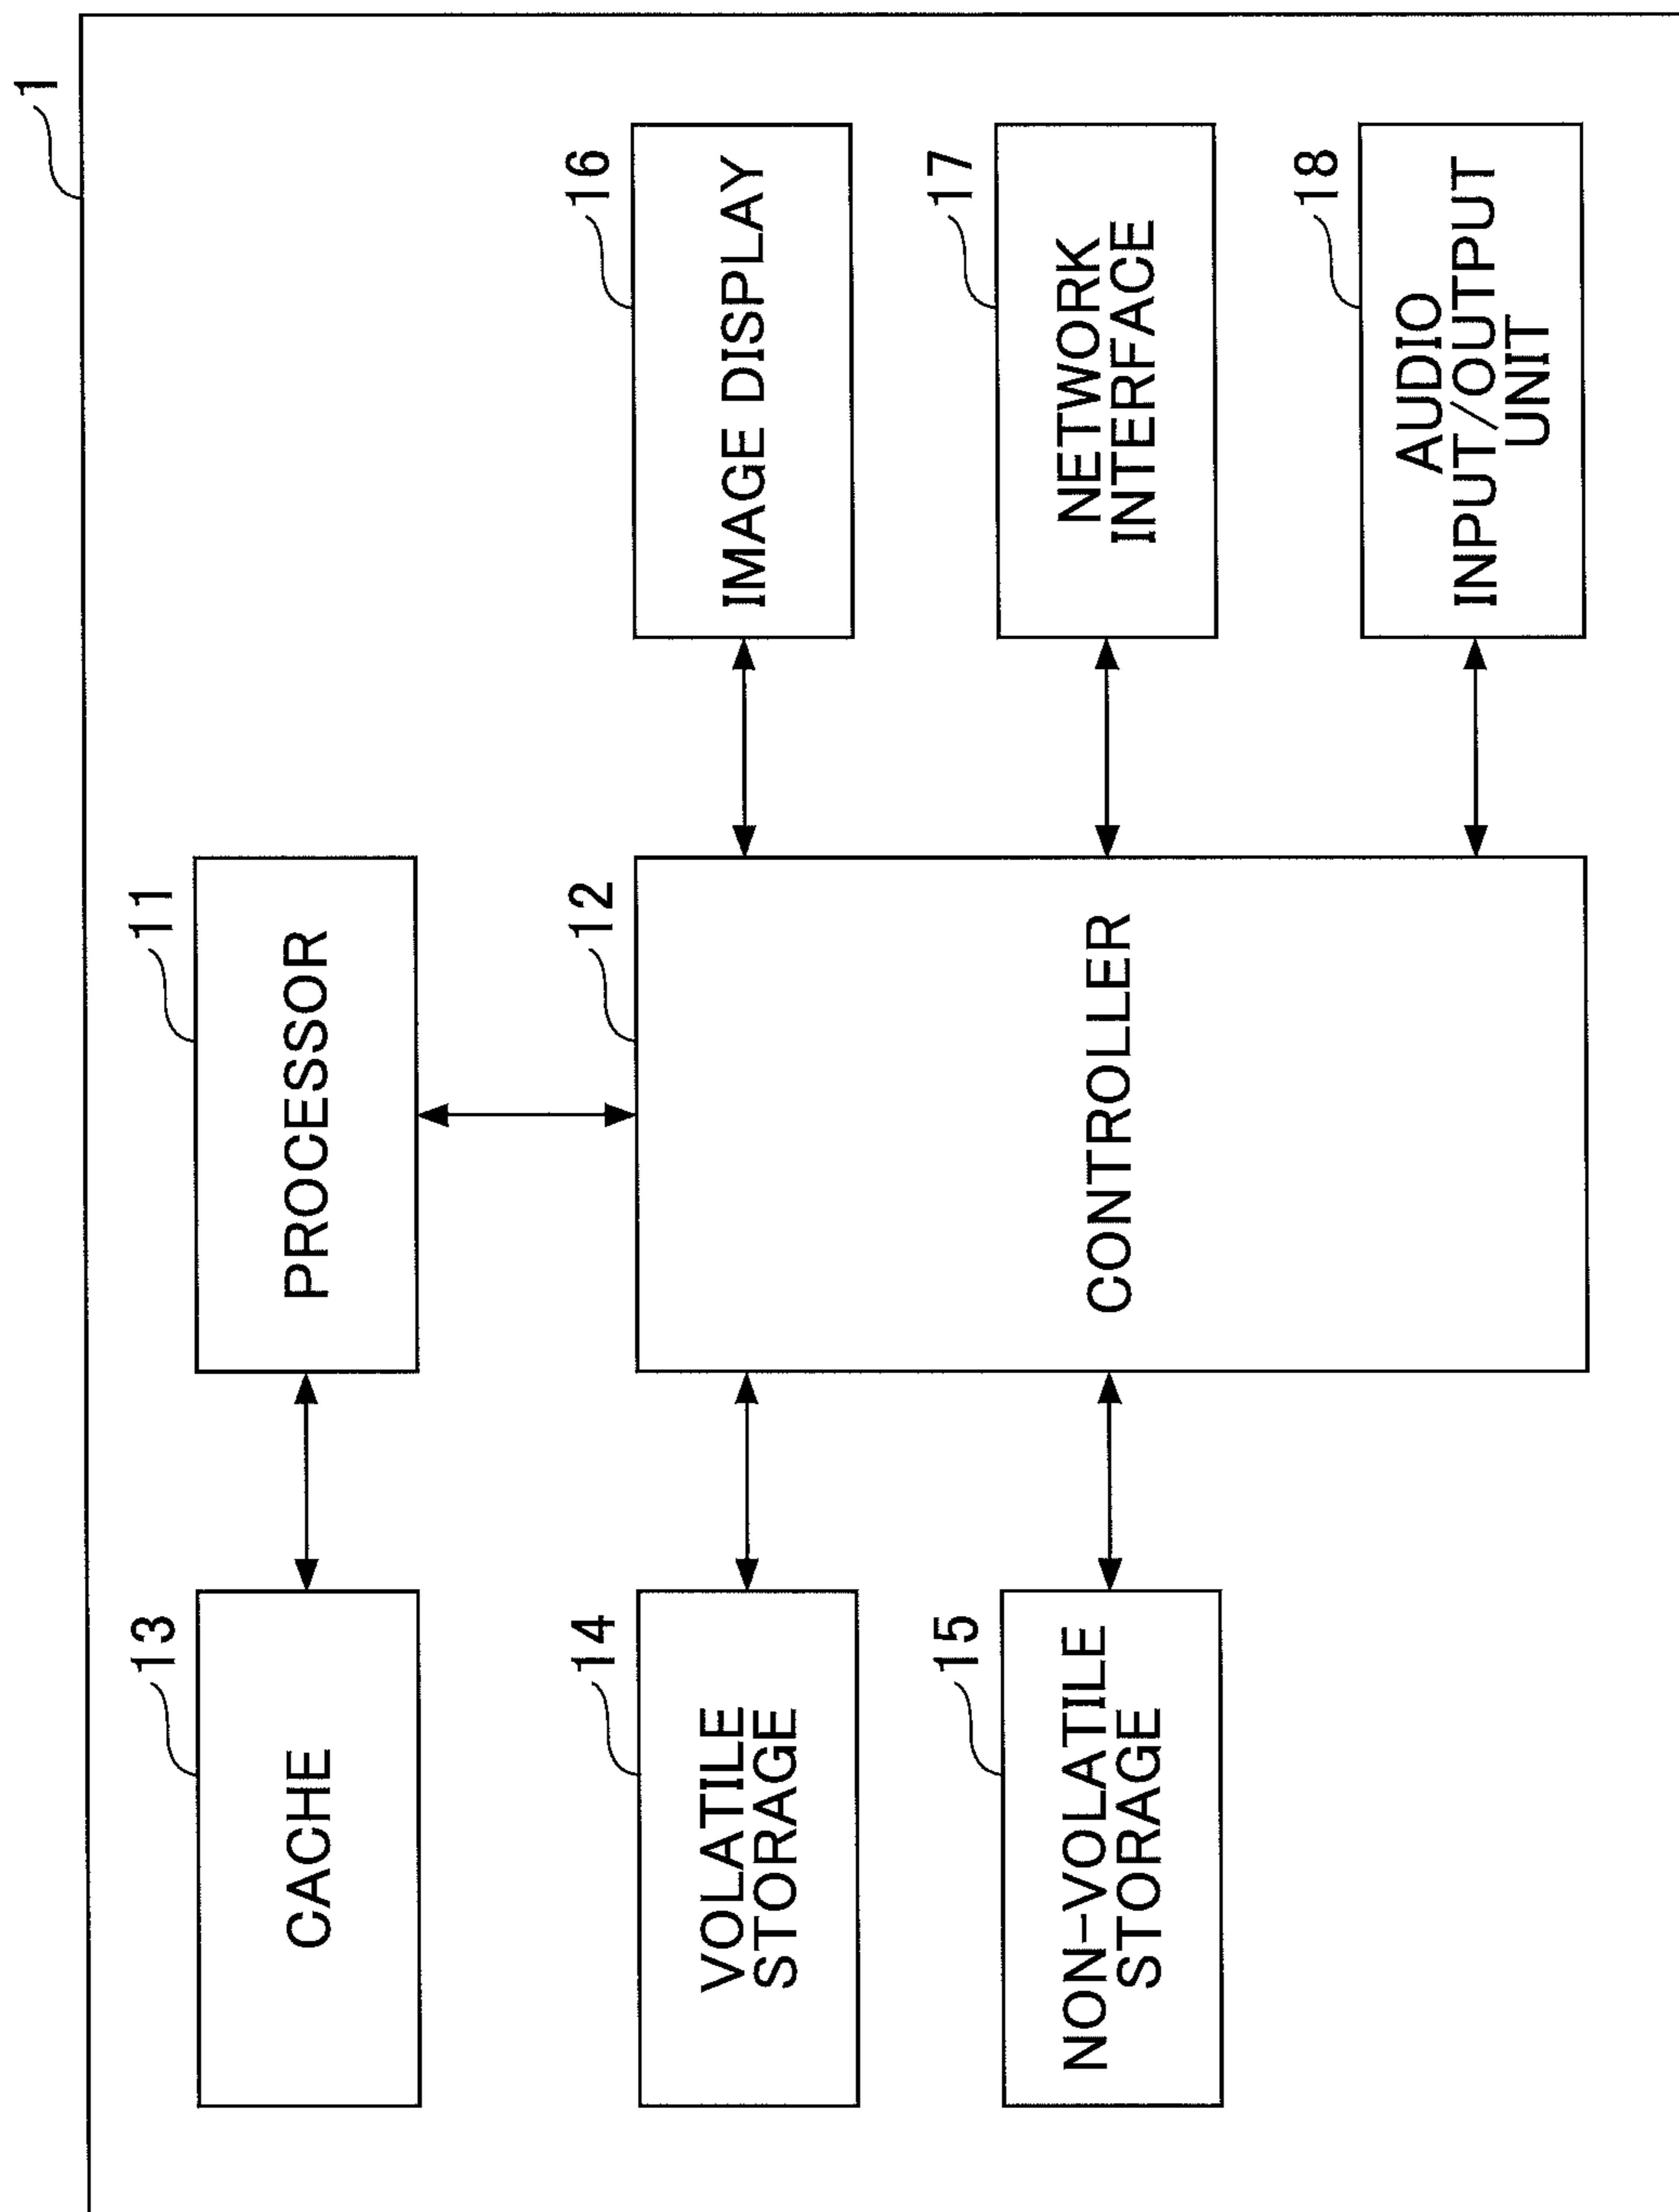 1
13
CACHE
11
PROCESSOR
14
VOLATILE
STORAGE
12
CONTROLLER
16
IMAGE DISPLAY
15
NON-VOLATILE
STORAGE
17
NETWORK
INTERFACE
18
AUDIO
INPUT/OUTPUT
UNIT